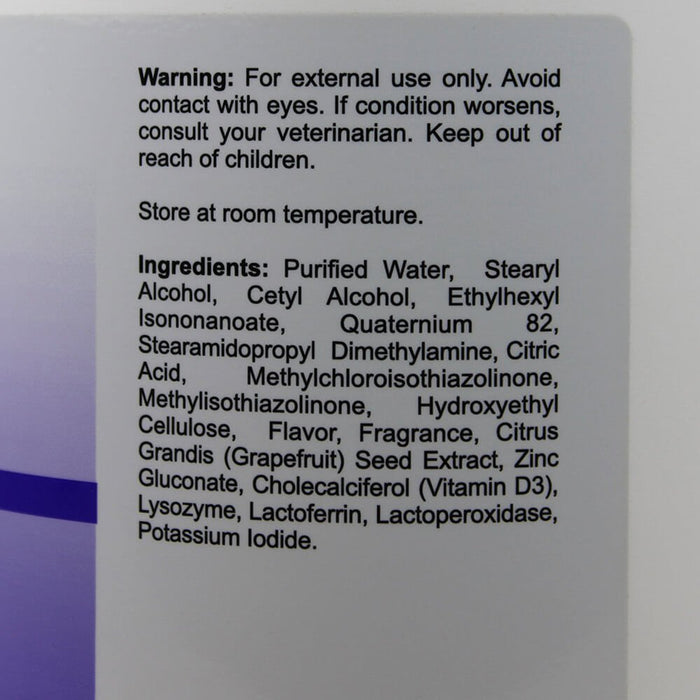 Warning: For external use only. Avoid
contact with eyes. If condition worsens,
consult your veterinarian. Keep out of
reach of children.
Store at room temperature.
Ingredients: Purified Water, Stearyl
Alcohol, Cetyl Alcohol, Ethylhexyl
Isononanoate, Quaternium 82,
Stearamidopropyl Dimethylamine, Citric
Acid, Methylchloroisothiazolinone,
Methylisothiazolinone, Hydroxyethyl
Cellulose, Flavor, Fragrance, Citrus
Grandis (Grapefruit) Seed Extract, Zinc
Gluconate, Cholecalciferol (Vitamin D3),
Lysozyme, Lactoferrin, Lactoperoxidase,
Potassium Iodide.